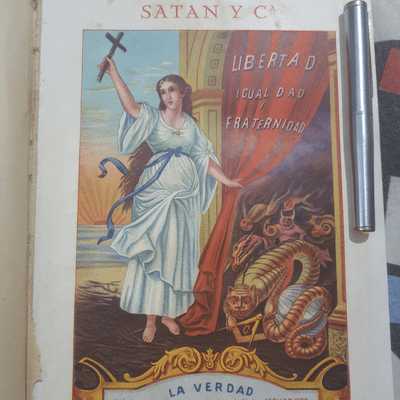 SATAN Y Cª
LIBERTAD
IGUALDAD
Y
FRATERNIDAD
LA VERDAD